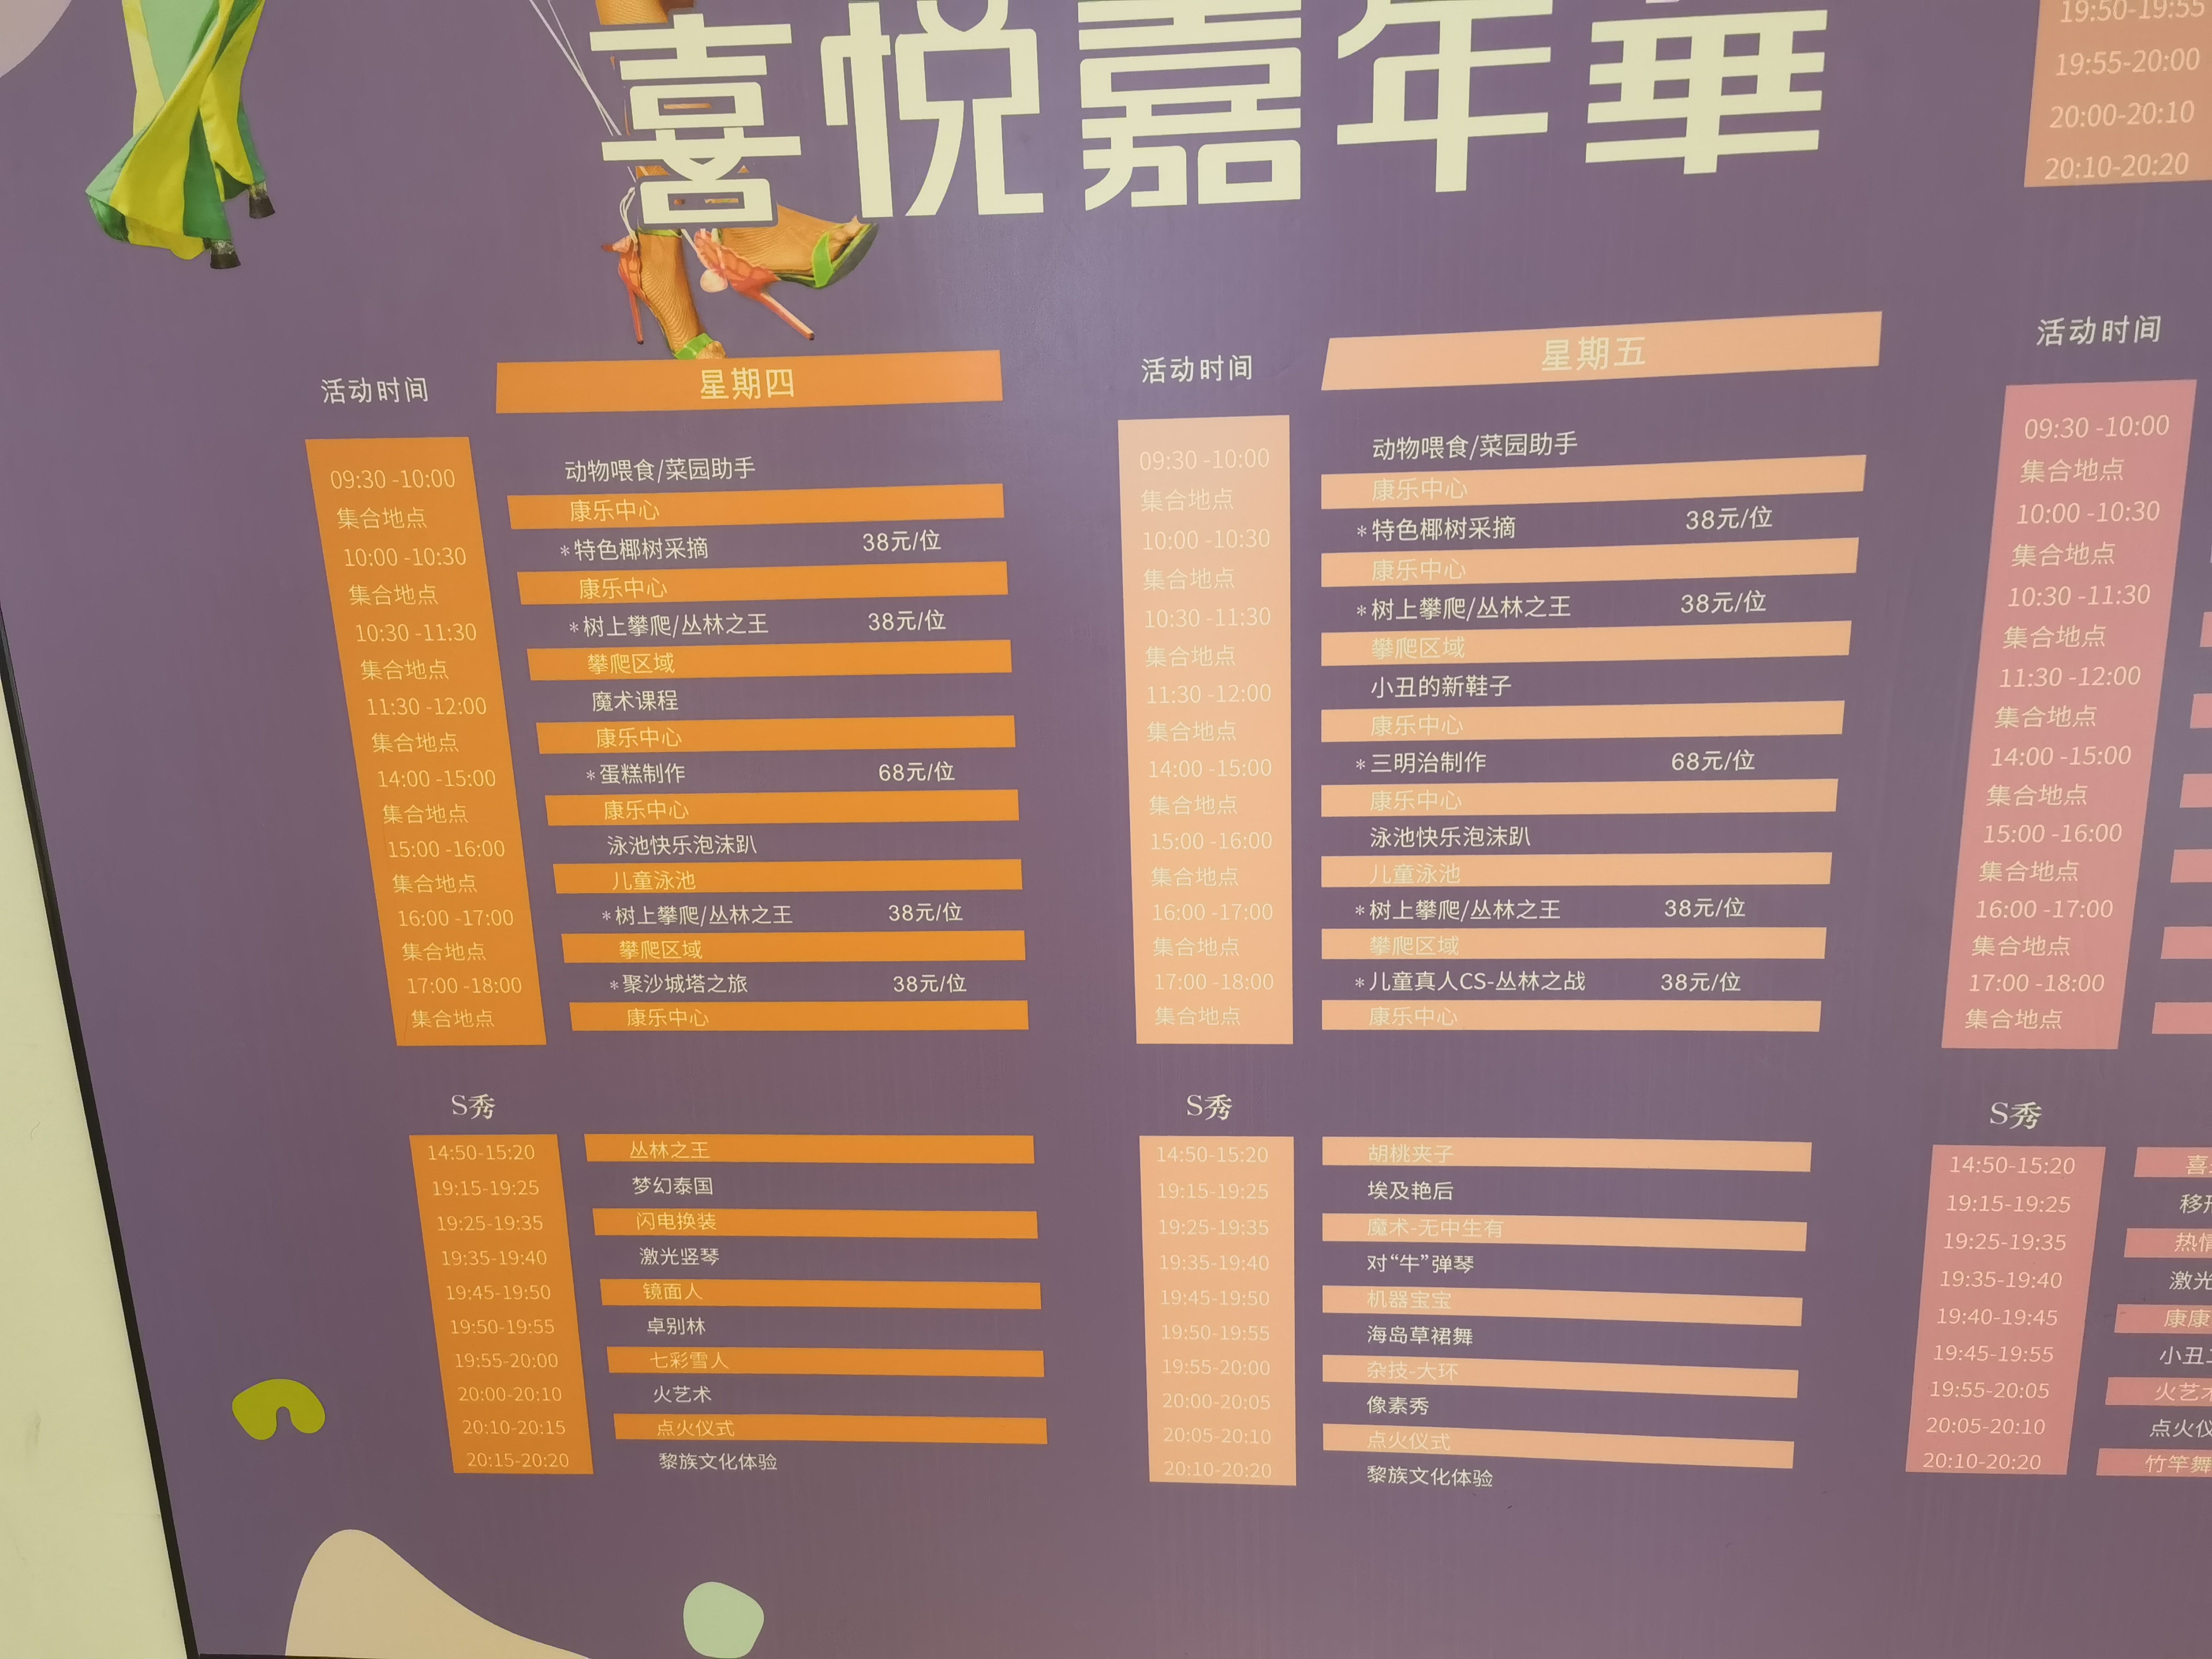 喜悦嘉年華
19:50-19:55
19:55-20:00
20:00-20:10
20:10-20:20
活动时间 星期四
09:30 -10:00 动物喂食/菜园助手
集合地点 康乐中心
10:00 -10:30 *特色椰树采摘 38元/位
集合地点 康乐中心
10:30 -11:30 *树上攀爬/丛林之王 38元/位
集合地点 攀爬区域
11:30 -12:00 魔术课程
集合地点 康乐中心
14:00 -15:00 *蛋糕制作 68元/位
集合地点 康乐中心
15:00 -16:00 泳池快乐泡沫趴
集合地点 儿童泳池
16:00 -17:00 *树上攀爬/丛林之王 38元/位
集合地点 攀爬区域
17:00 -18:00 *聚沙城塔之旅 38元/位
集合地点 康乐中心
S秀
14:50-15:20 丛林之王
19:15-19:25 梦幻泰国
19:25-19:35 闪电换装
19:35-19:40 激光竖琴
19:45-19:50 镜面人
19:50-19:55 卓别林
19:55-20:00 七彩雪人
20:00-20:10 火艺术
20:10-20:15 点火仪式
20:15-20:20 黎族文化体验
活动时间 星期五
09:30 -10:00 动物喂食/菜园助手
集合地点 康乐中心
10:00 -10:30 *特色椰树采摘 38元/位
集合地点 康乐中心
10:30 -11:30 *树上攀爬/丛林之王 38元/位
集合地点 攀爬区域
11:30 -12:00 小丑的新鞋子
集合地点 康乐中心
14:00 -15:00 *三明治制作 68元/位
集合地点 康乐中心
15:00 -16:00 泳池快乐泡沫趴
集合地点 儿童泳池
16:00 -17:00 *树上攀爬/丛林之王 38元/位
集合地点 攀爬区域
17:00 -18:00 *儿童真人CS-丛林之战 38元/位
集合地点 康乐中心
S秀
14:50-15:20 胡桃夹子
19:15-19:25 埃及艳后
19:25-19:35 魔术-无中生有
19:35-19:40 对“牛”弹琴
19:45-19:50 机器宝宝
19:50-19:55 海岛草裙舞
19:55-20:00 杂技-大环
20:00-20:05 像素秀
20:05-20:10 点火仪式
20:10-20:20 黎族文化体验
活动时间
09:30 -10:00
集合地点
10:00 -10:30
集合地点
10:30 -11:30
集合地点
11:30 -12:00
集合地点
14:00 -15:00
集合地点
15:00 -16:00
集合地点
16:00 -17:00
集合地点
17:00 -18:00
集合地点
S秀
14:50-15:20 喜
19:15-19:25 移
19:25-19:35 热情
19:35-19:40 激光
19:40-19:45 康康
19:45-19:55 小丑
19:55-20:05 火艺术
20:05-20:10 点火仪
20:10-20:20 竹竿舞